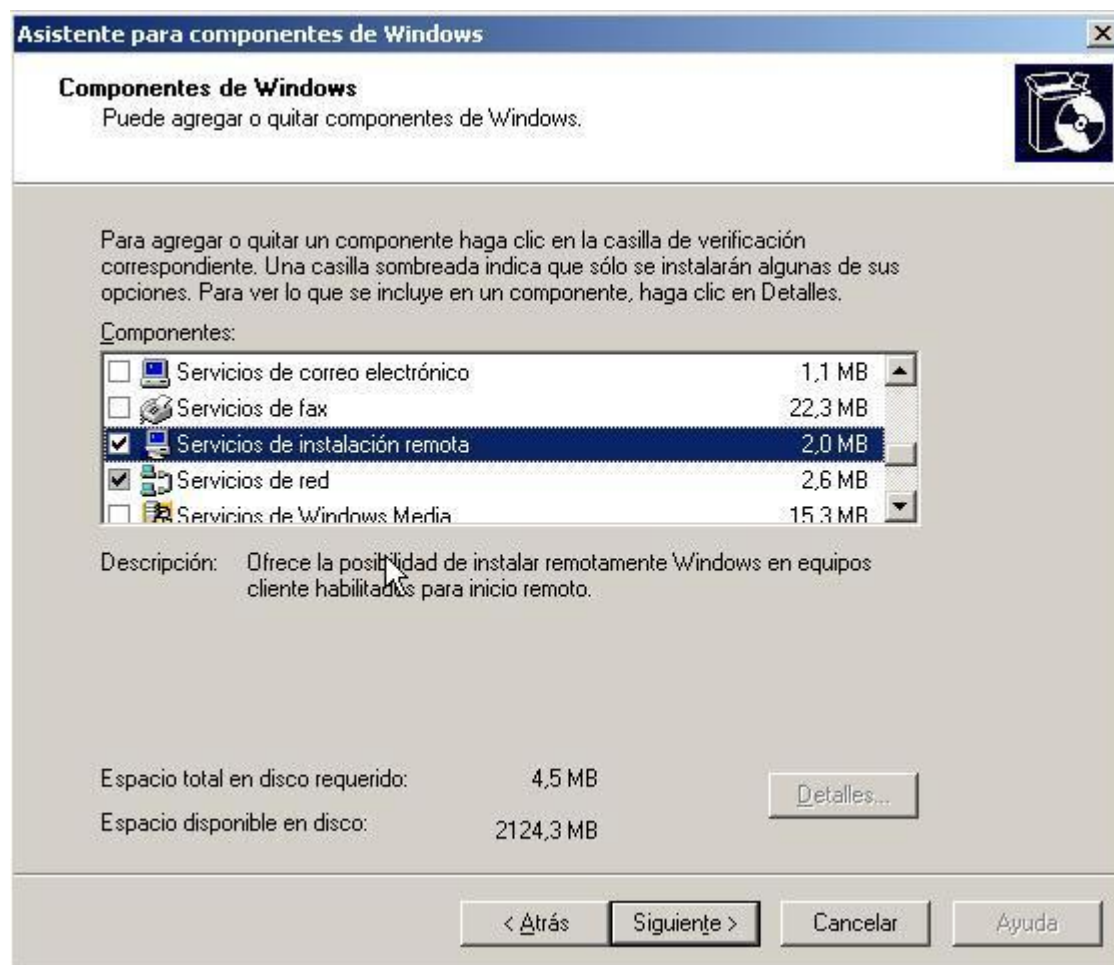 Asistente para componentes de Windows
Componentes de Windows
Puede agregar o quitar componentes de Windows.
Para agregar o quitar un componente haga clic en la casilla de verificación
correspondiente. Una casilla sombreada indica que sólo se instalarán algunas de sus
opciones. Para ver lo que se incluye en un componente, haga clic en Detalles.
Componentes:
Servicios de correo electrónico 1,1 MB
Servicios de fax 22,3 MB
Servicios de instalación remota 2,0 MB
Servicios de red 2,6 MB
Servicios de Windows Media 15,3 MB
Descripción: Ofrece la posibilidad de instalar remotamente Windows en equipos
cliente habilitados para inicio remoto.
Espacio total en disco requerido: 4,5 MB
Detalles...
Espacio disponible en disco: 2124,3 MB
< Atrás Siguiente > Cancelar Ayuda